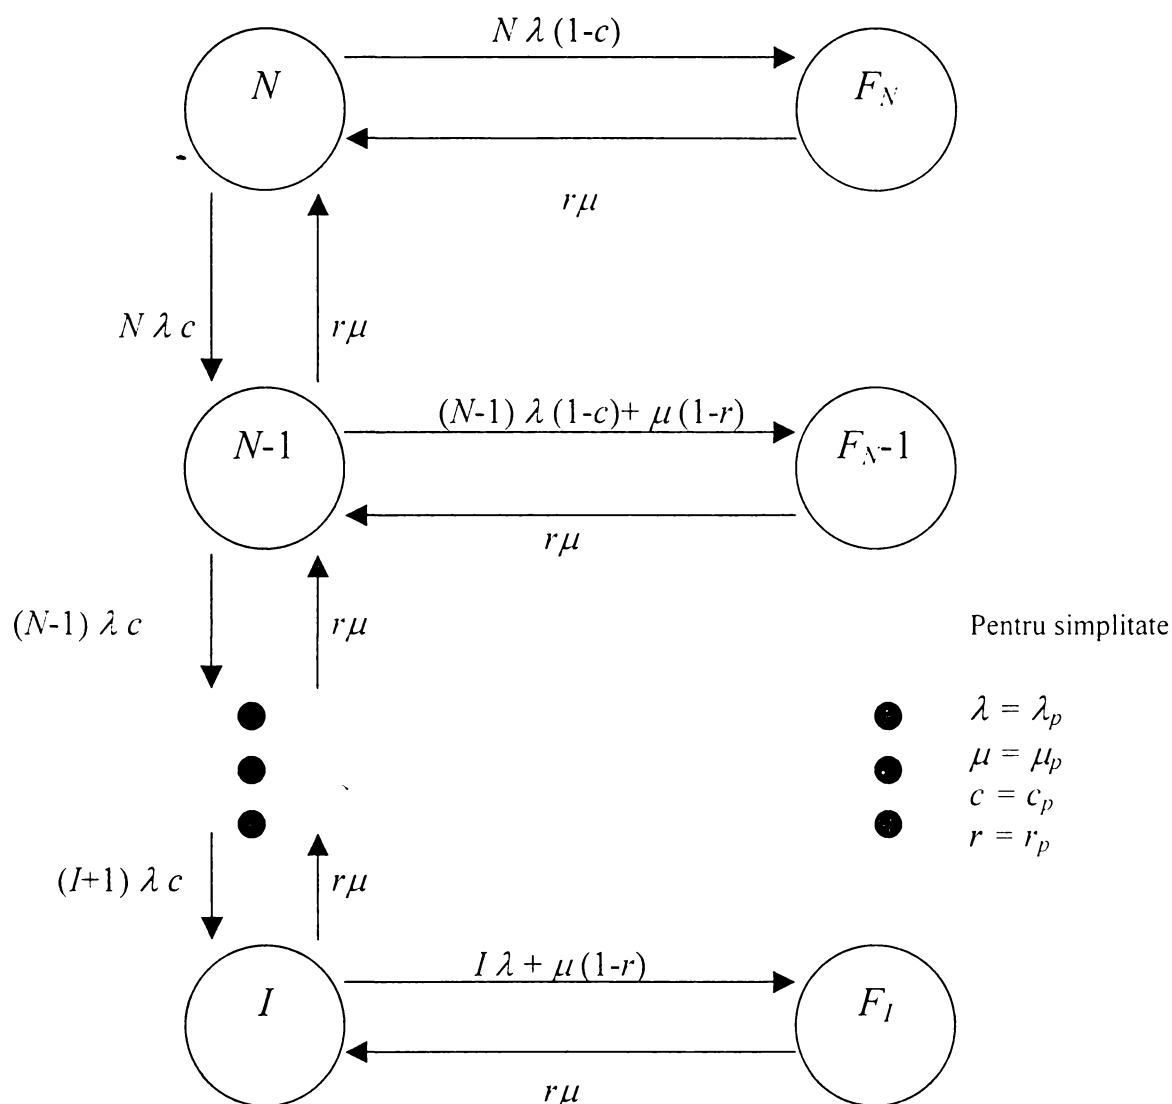 N λ (1-c)
N
F_N
rμ
N λ c
rμ
(N-1) λ (1-c)+ μ (1-r)
N-1
F_N-1
rμ
(N-1) λ c
rμ
Pentru simplitate
λ = λ_p
μ = μ_p
c = c_p
r = r_p
(I+1) λ c
rμ
I λ + μ (1-r)
I
F_I
rμ